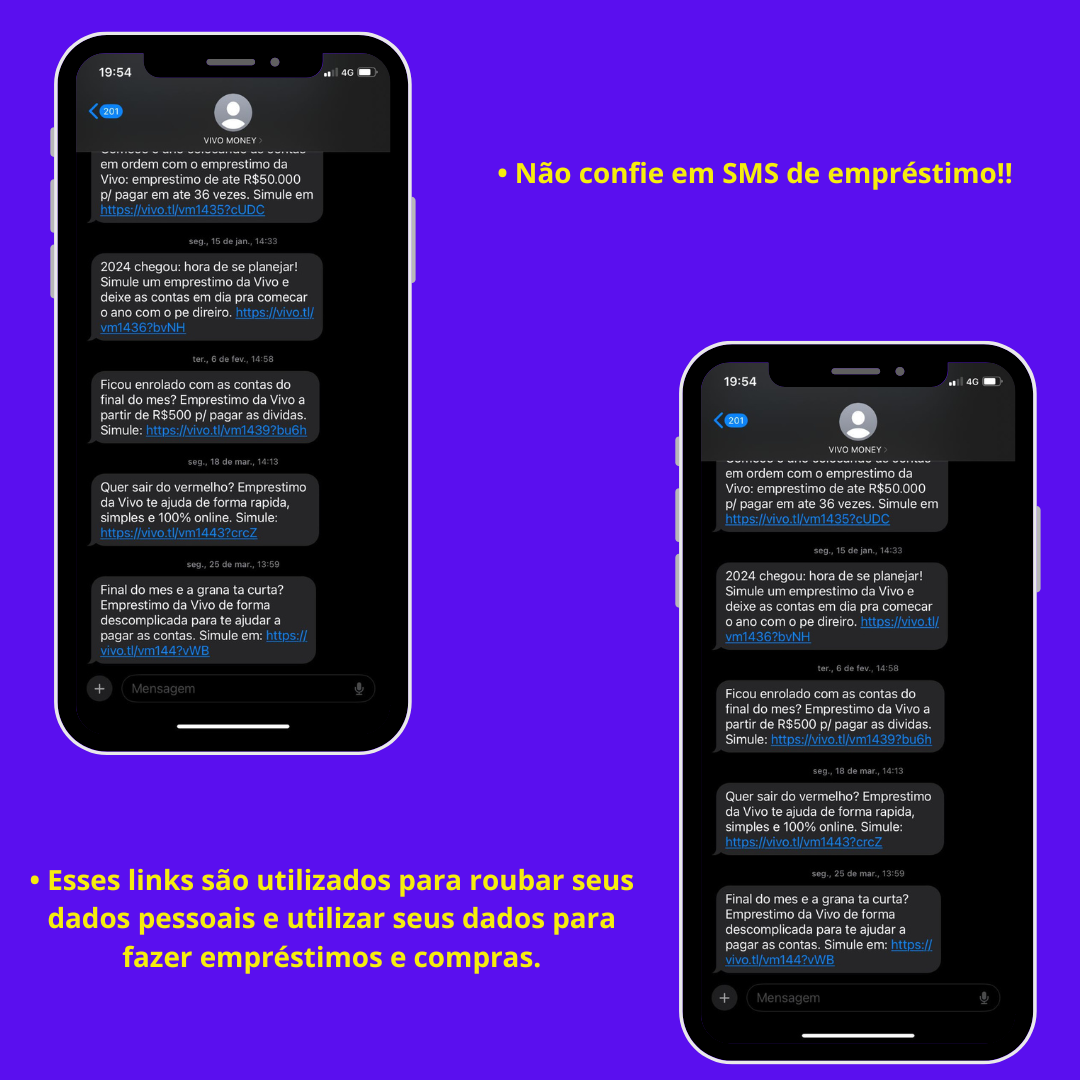 19:54
4G
201
VIVO MONEY
em ordem com o emprestimo da
Vivo: emprestimo de ate R$50.000
p/ pagar em ate 36 vezes. Simule em
https://vivo.tl/vm1435?cUDC
seg., 15 de jan., 14:33
2024 chegou: hora de se planejar!
Simule um emprestimo da Vivo e
deixe as contas em dia pra comecar
o ano com o pe direiro. https://vivo.tl/
vm1436?bvNH
ter., 6 de fev., 14:58
Ficou enrolado com as contas do
final do mes? Emprestimo da Vivo a
partir de R$500 p/ pagar as dividas.
Simule: https://vivo.tl/vm1439?bu6h
seg., 18 de mar., 14:13
Quer sair do vermelho? Emprestimo
da Vivo te ajuda de forma rapida,
simples e 100% online. Simule:
https://vivo.tl/vm1443?crcZ
seg., 25 de mar., 13:59
Final do mes e a grana ta curta?
Emprestimo da Vivo de forma
descomplicada para te ajudar a
pagar as contas. Simule em: https://
vivo.tl/vm144?vWB
Mensagem
• Não confie em SMS de empréstimo!!
19:54
4G
201
VIVO MONEY
em ordem com o emprestimo da
Vivo: emprestimo de ate R$50.000
p/ pagar em ate 36 vezes. Simule em
https://vivo.tl/vm1435?cUDC
seg., 15 de jan., 14:33
2024 chegou: hora de se planejar!
Simule um emprestimo da Vivo e
deixe as contas em dia pra comecar
o ano com o pe direiro. https://vivo.tl/
vm1436?bvNH
ter., 6 de fev., 14:58
Ficou enrolado com as contas do
final do mes? Emprestimo da Vivo a
partir de R$500 p/ pagar as dividas.
Simule: https://vivo.tl/vm1439?bu6h
seg., 18 de mar., 14:13
Quer sair do vermelho? Emprestimo
da Vivo te ajuda de forma rapida,
simples e 100% online. Simule:
https://vivo.tl/vm1443?crcZ
seg., 25 de mar., 13:59
Final do mes e a grana ta curta?
Emprestimo da Vivo de forma
descomplicada para te ajudar a
pagar as contas. Simule em: https://
vivo.tl/vm144?vWB
Mensagem
• Esses links são utilizados para roubar seus
dados pessoais e utilizar seus dados para
fazer empréstimos e compras.